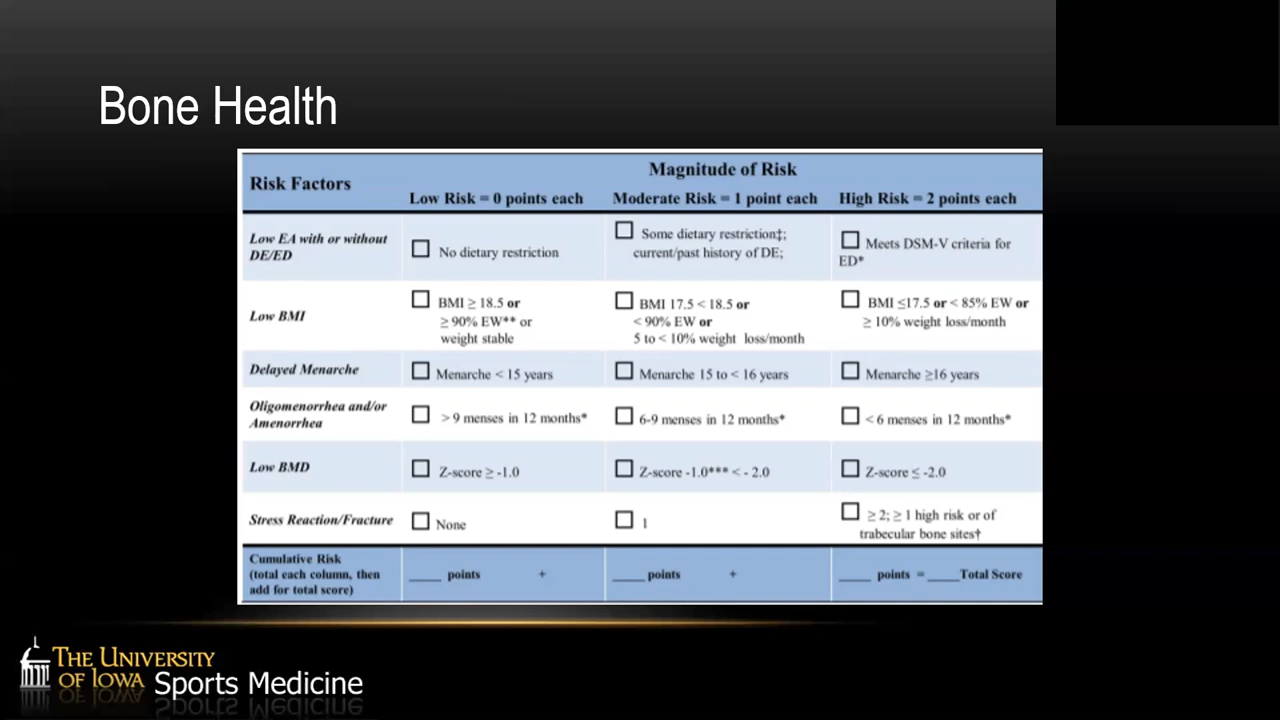 Bone Health
Risk Factors
Magnitude of Risk
Low Risk = 0 points each
Moderate Risk = 1 point each
High Risk = 2 points each
Low EA with or without
DE/ED
No dietary restriction
Some dietary restriction‡;
current/past history of DE;
Meets DSM-V criteria for
ED*
Low BMI
BMI ≥ 18.5 or
≥ 90% EW** or
weight stable
BMI 17.5 < 18.5 or
< 90% EW or
5 to < 10% weight loss/month
BMI ≤17.5 or < 85% EW or
≥ 10% weight loss/month
Delayed Menarche
Menarche < 15 years
Menarche 15 to < 16 years
Menarche ≥16 years
Oligomenorrhea and/or
Amenorrhea
> 9 menses in 12 months*
6-9 menses in 12 months*
< 6 menses in 12 months*
Low BMD
Z-score ≥ -1.0
Z-score -1.0*** < - 2.0
Z-score ≤ -2.0
Stress Reaction/Fracture
None
1
≥ 2; ≥ 1 high risk or of
trabecular bone sites†
Cumulative Risk
(total each column, then
add for total score)
____ points +
____ points +
____ points = ____Total Score
THE UNIVERSITY
OF IOWA
Sports Medicine